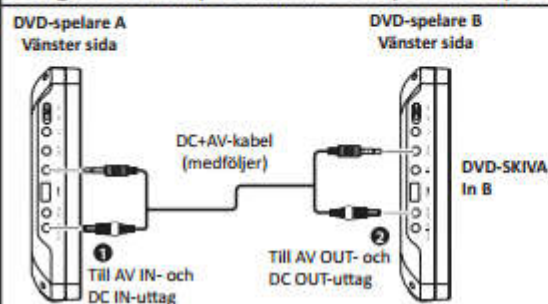 DVD-spelare A
Vänster sida
DVD-spelare B
Vänster sida
DC+AV-kabel
(medföljer)
DVD-SKIVA
In B
❶
Till AV IN- och
DC IN-uttag
❷
Till AV OUT- och
DC OUT-uttag